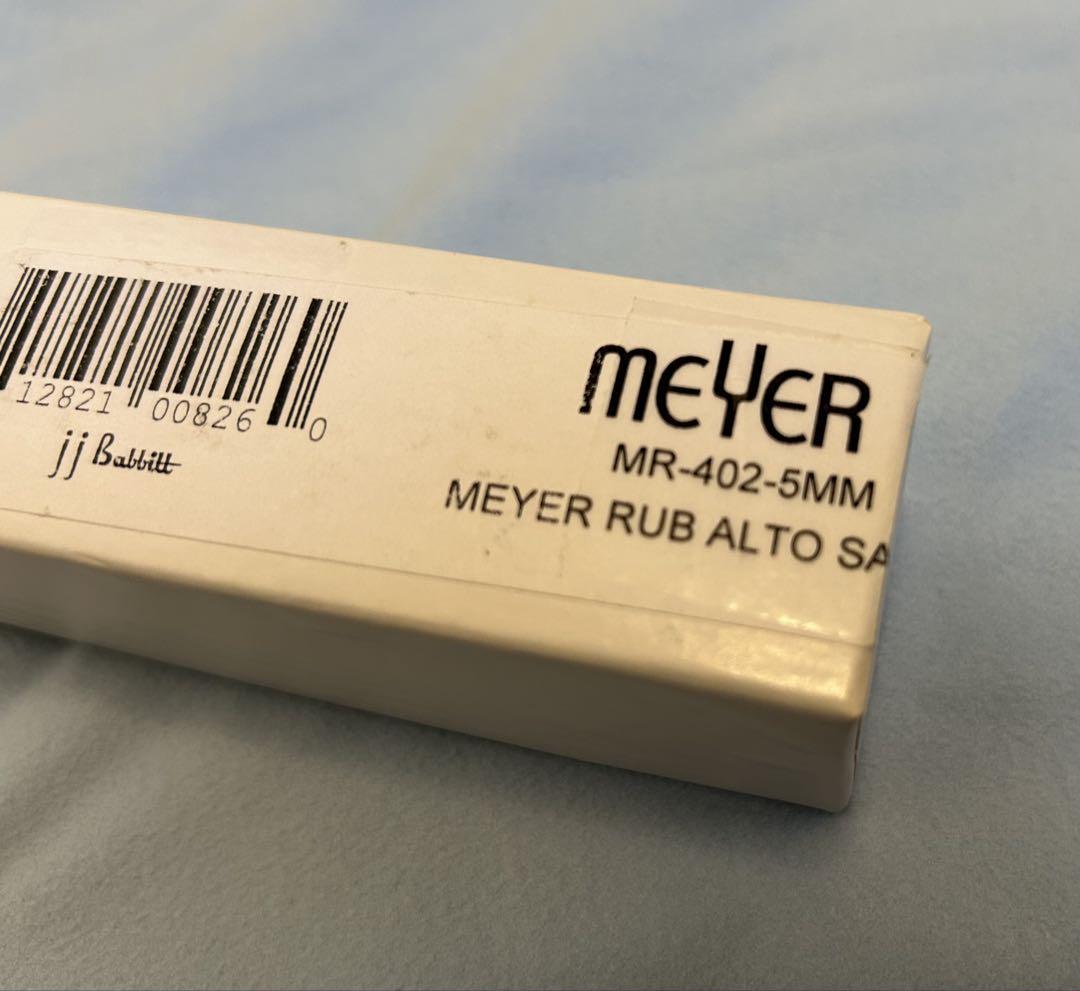 12821 00826 0
jj Babbitt
MEYER
MR-402-5MM
MEYER RUB ALTO SA